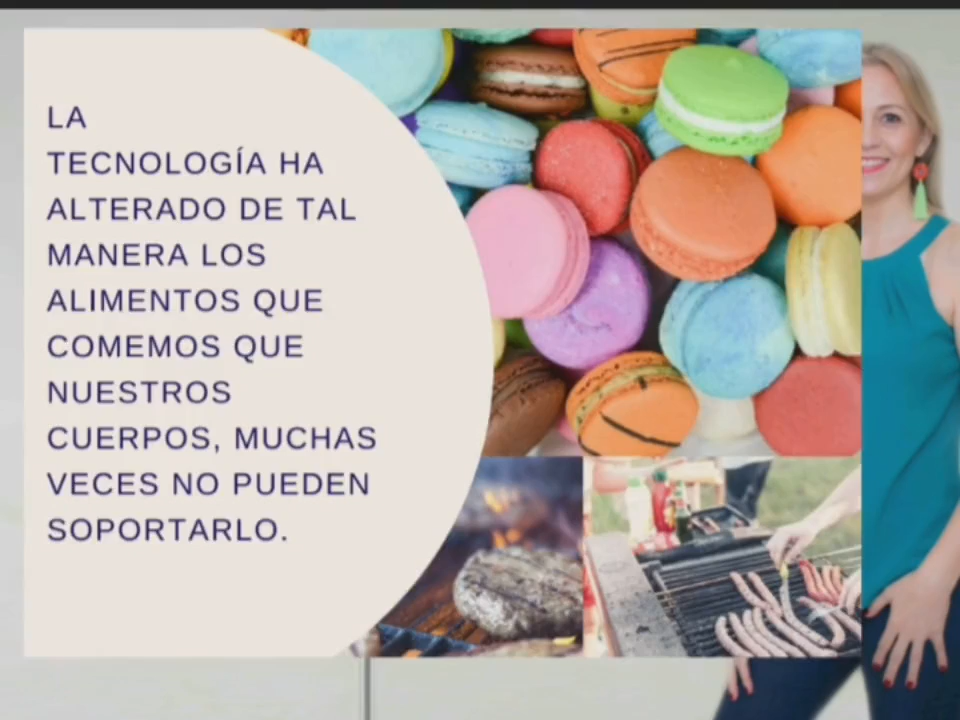 LA
TECNOLOGÍA HA
ALTERADO DE TAL
MANERA LOS
ALIMENTOS QUE
COMEMOS QUE
NUESTROS
CUERPOS, MUCHAS
VECES NO PUEDEN
SOPORTARLO.